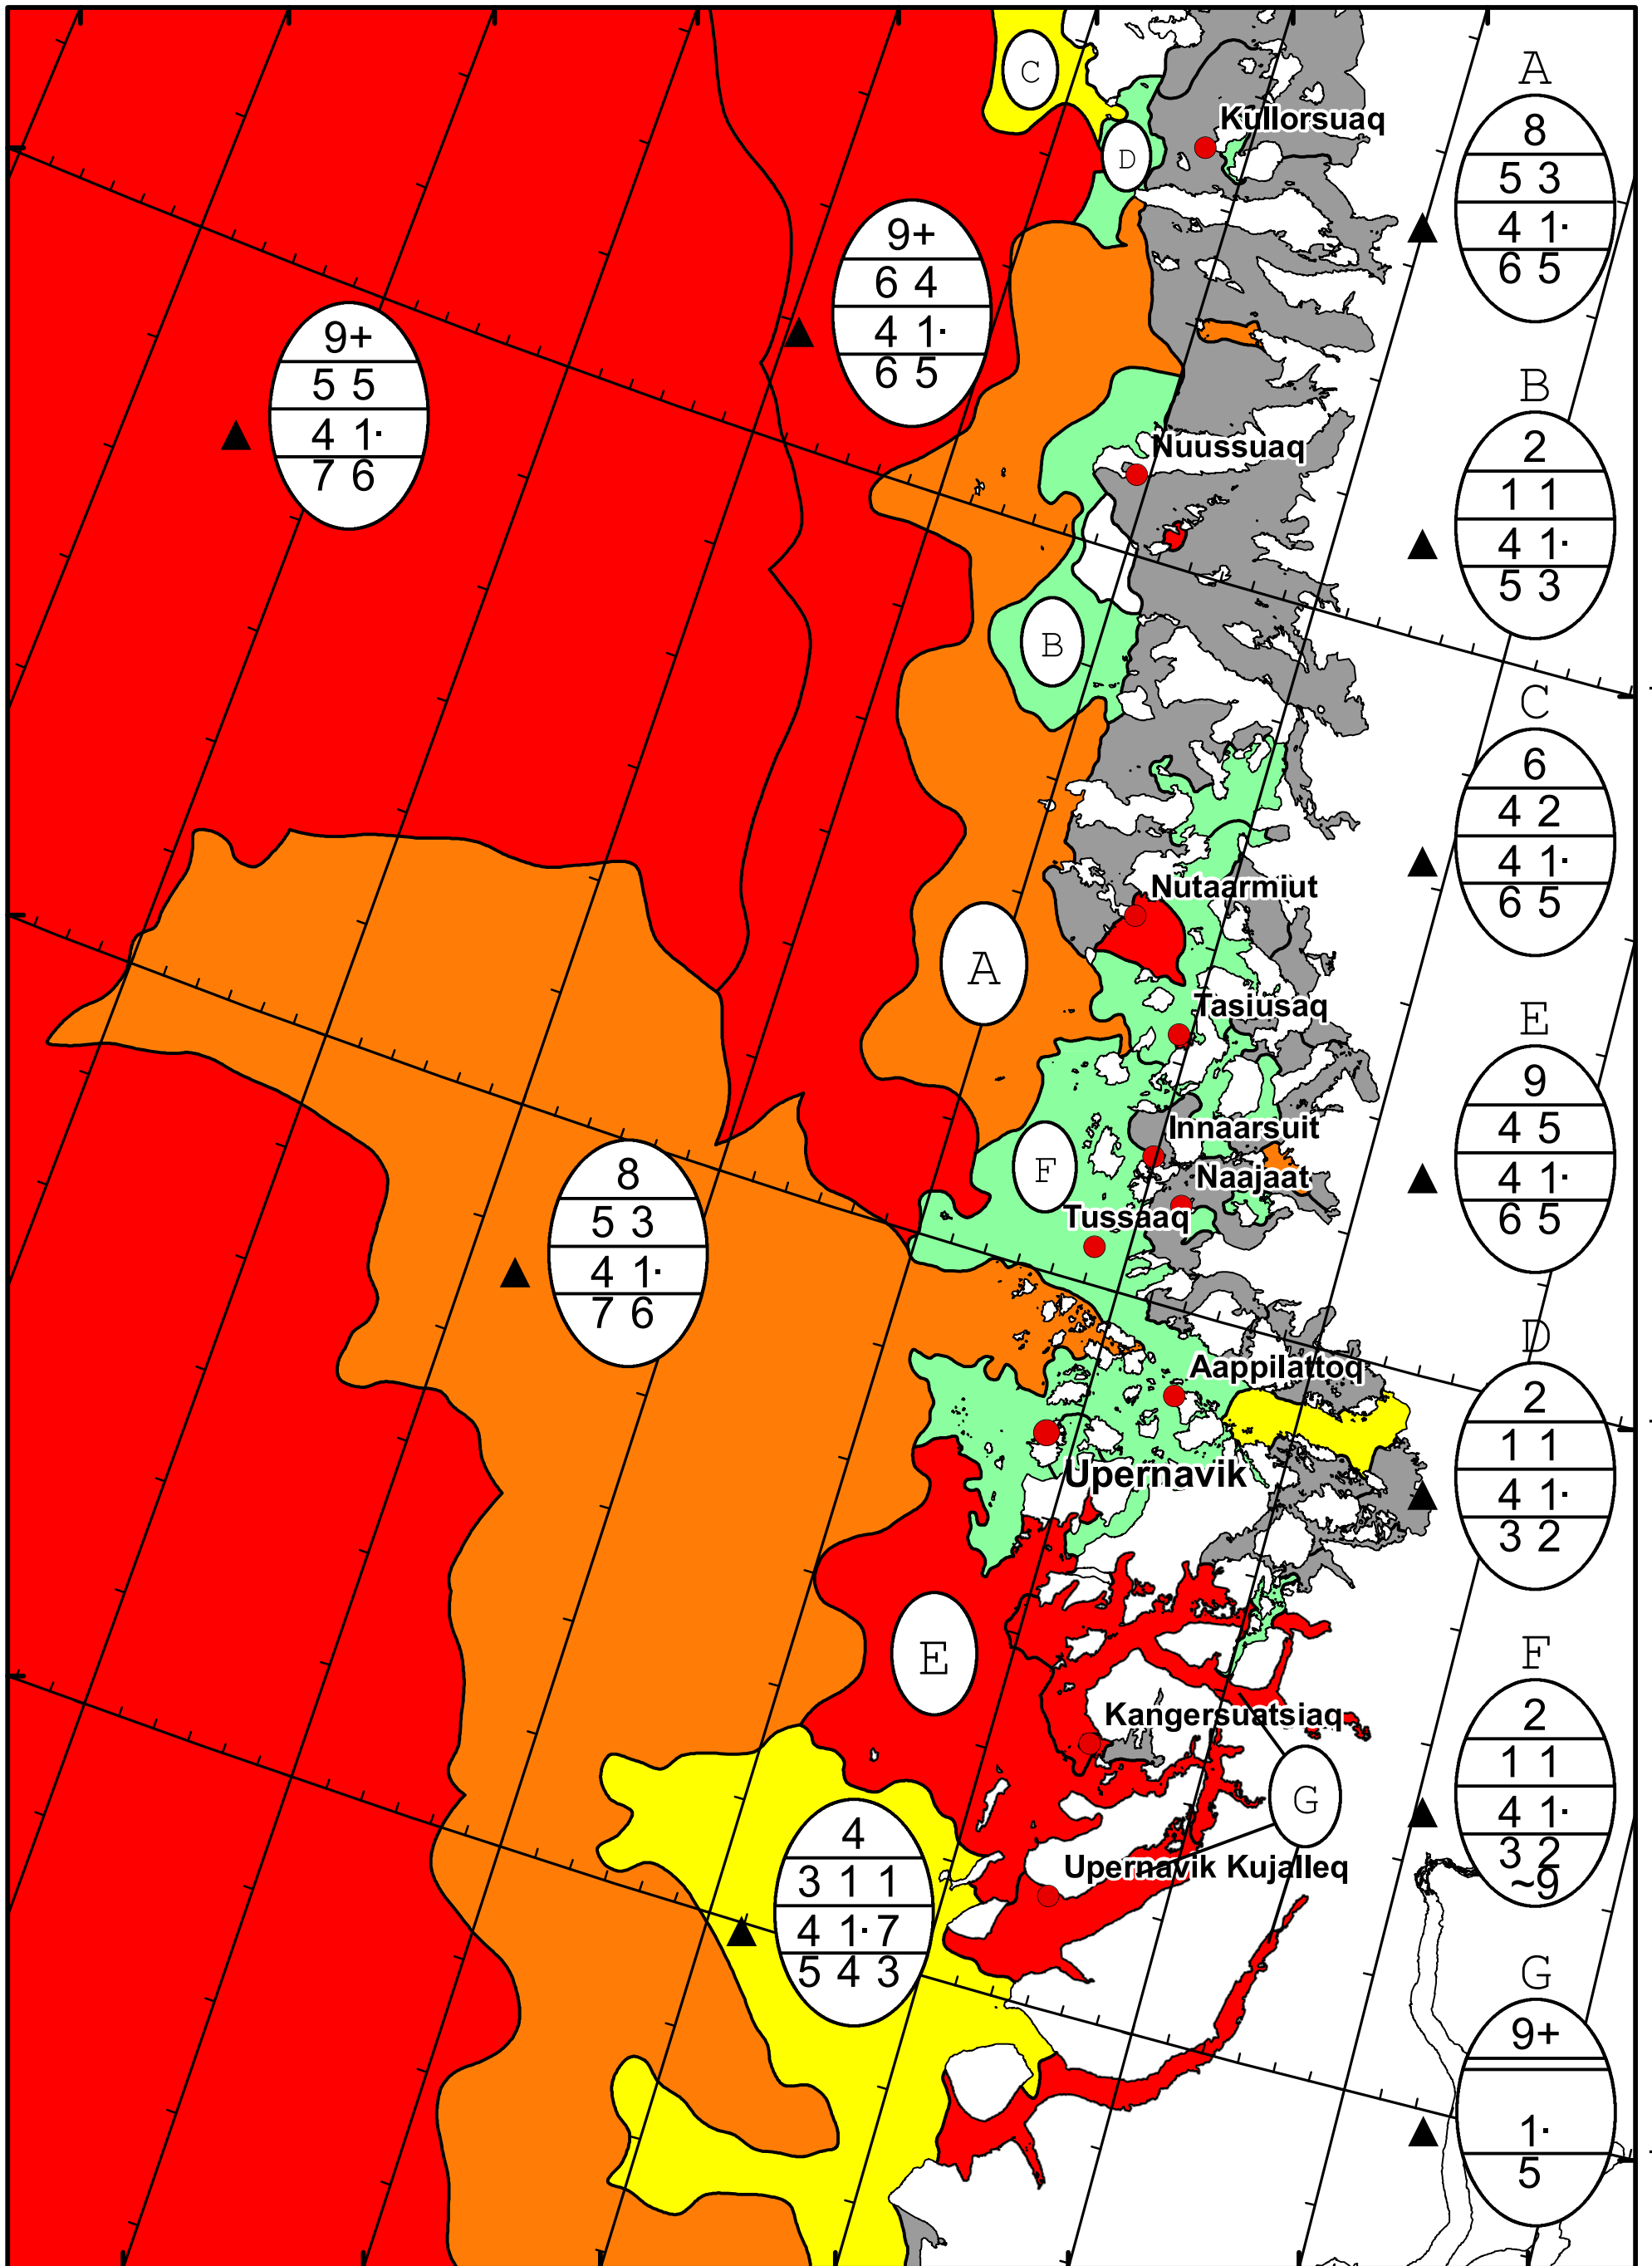 C
Kullorsuaq
D
9+
6 4
4 1·
6 5
9+
5 5
4 1·
7 6
Nuussuaq
B
Nutaarmiut
A
Tasiusaq
Innaarsuit
F
Naajaat
Tussaaq
8
5 3
4 1·
7 6
Aappilattoq
Upernavik
E
Kangersuatsiaq
G
4
3 1 1
4 1· 7
5 4 3
Upernavik Kujalleq
A
8
5 3
4 1·
6 5
B
2
1 1
4 1·
5 3
C
6
4 2
4 1·
6 5
E
9
4 5
4 1·
6 5
D
2
1 1
4 1·
3 2
F
2
1 1
4 1·
3 2
~9
G
9+
1·
5